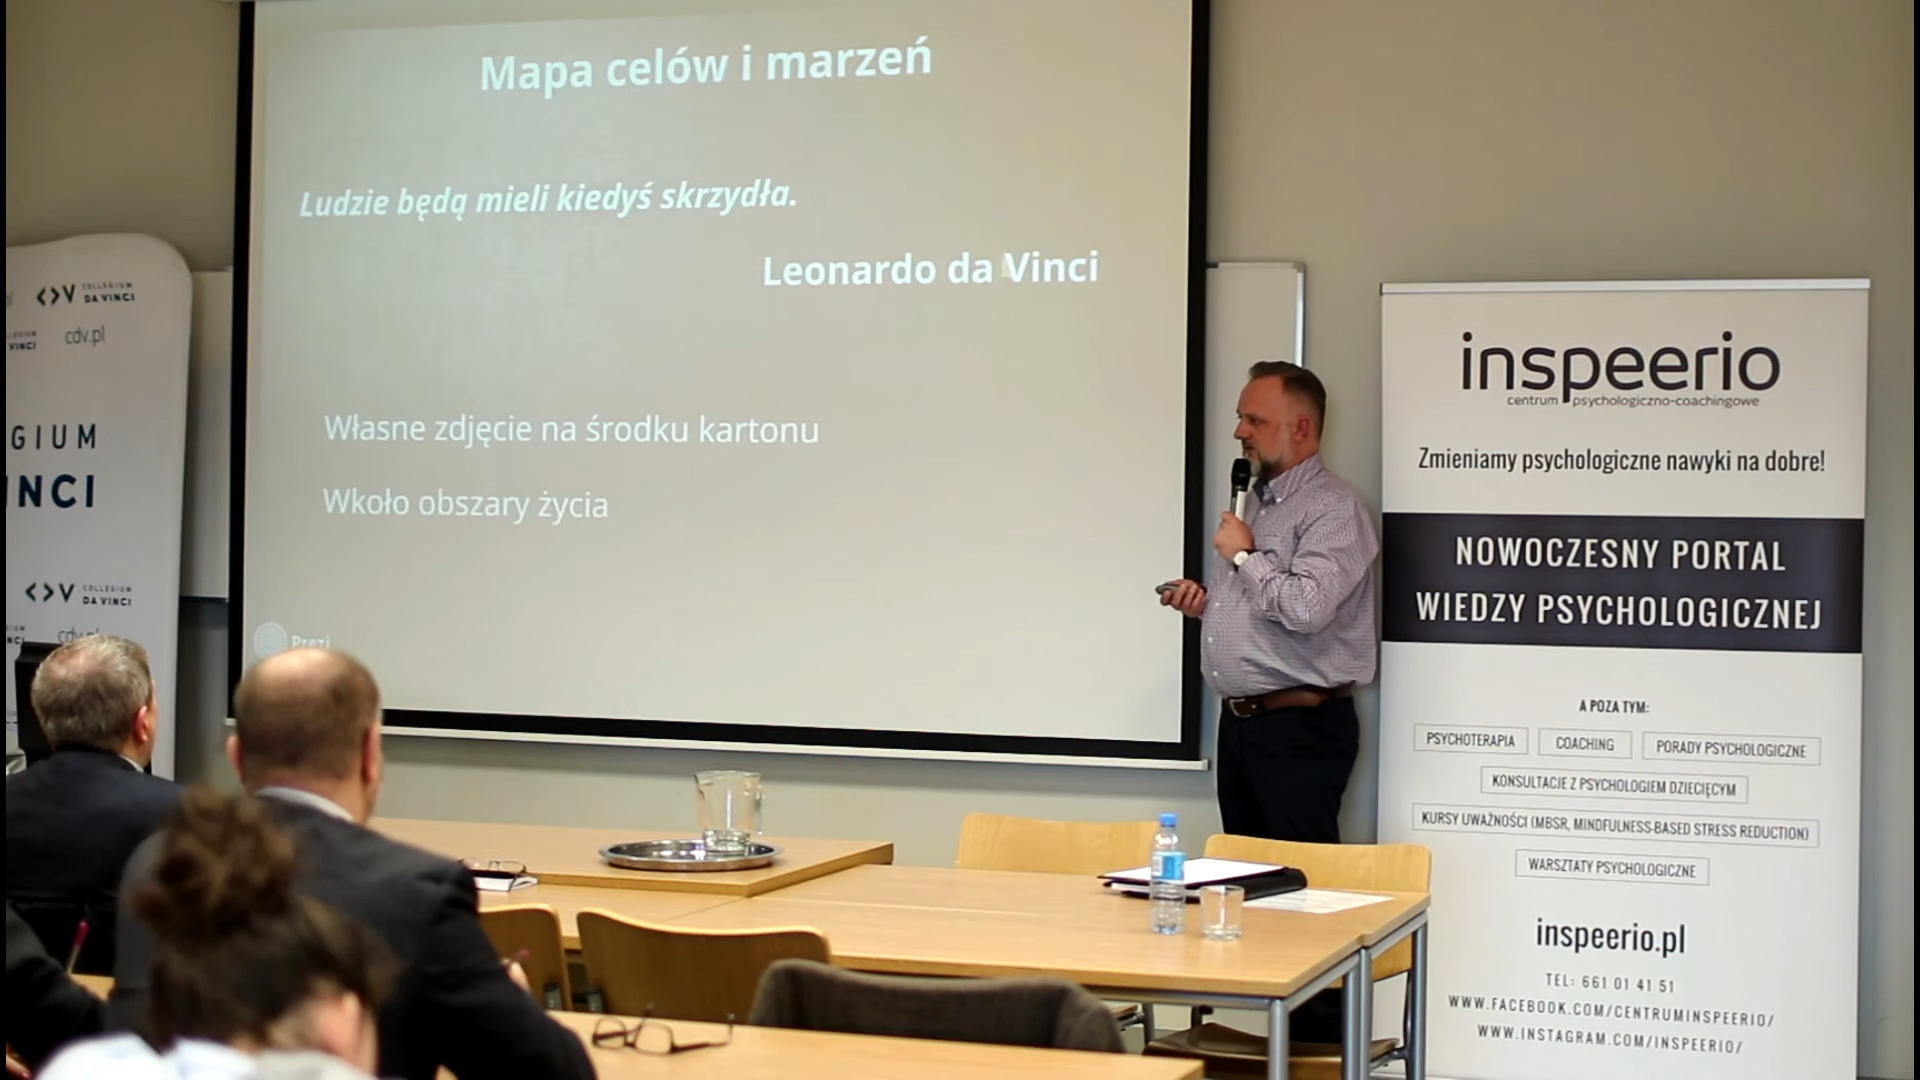 Mapa celów i marzeń
Ludzie będą mieli kiedyś skrzydła.
Leonardo da Vinci
Własne zdjęcie na środku kartonu
Wkoło obszary życia
Prezi
COLLEGIUM
DA VINCI
cdv.pl
GIUM
INCI
COLLEGIUM
DA VINCI
inspeerio
centrum psychologiczno-coachingowe
Zmieniamy psychologiczne nawyki na dobre!
NOWOCZESNY PORTAL
WIEDZY PSYCHOLOGICZNEJ
A POZA TYM:
PSYCHOTERAPIA
COACHING
PORADY PSYCHOLOGICZNE
KONSULTACJE Z PSYCHOLOGIEM DZIECIĘCYM
KURSY UWAŻNOŚCI (MBSR, MINDFULNESS-BASED STRESS REDUCTION)
WARSZTATY PSYCHOLOGICZNE
inspeerio.pl
TEL: 661 01 41 51
WWW.FACEBOOK.COM/CENTRUMINSPEERIO/
WWW.INSTAGRAM.COM/INSPEERIO/